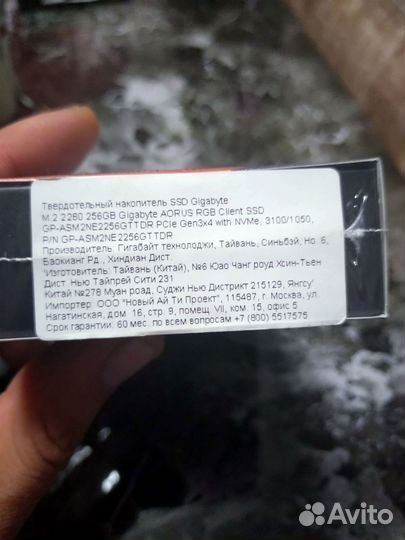 Твердотельный накопитель SSD Gigabyte
M.2 2280 256GB Gigabyte AORUS RGB Client SSD
GP-ASM2NE2256GTTDR PCIe Gen3x4 with NVMe, 3100/1050,
P/N GP-ASM2NE2256GTTDR
Производитель: Гигабайт технолоджи, Тайвань, Синьбэй, Но. 6,
Баокианг Рд., Хиндиан Дист.
Изготовитель: Тайвань (Китай), №6 Юао Чанг роуд Хсин-Тьен
Дист. Нью Тайпрей Сити 231
Китай №278 Муан роад, Суджи Нью Дистрикт 215129, Янгсу'
Импортер: ООО "Новый Ай Ти Проект", 115487, г. Москва, ул.
Нагатинская, дом 16, стр. 9, помещ. VII, ком. 15, офис 5
Срок гарантии: 60 мес. по всем вопросам +7 (800) 5517575
Avito